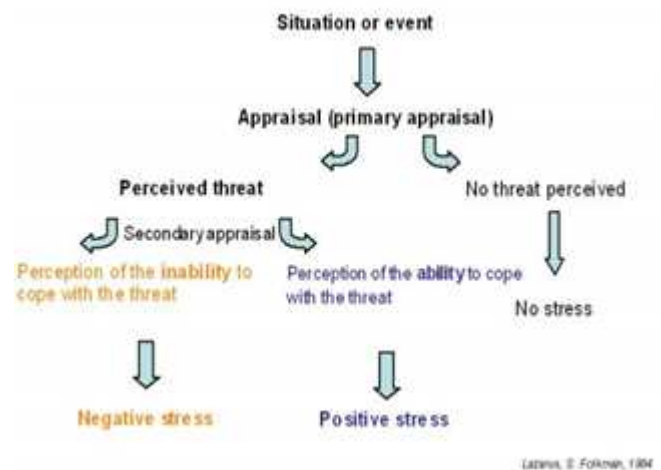 Situation or event
Appraisal (primary appraisal)
Perceived threat
No threat perceived
Secondary appraisal
Perception of the inability to
cope with the threat
Perception of the ability to cope
with the threat
No stress
Negative stress
Positive stress
Lazarus, S. Folkman, 1984